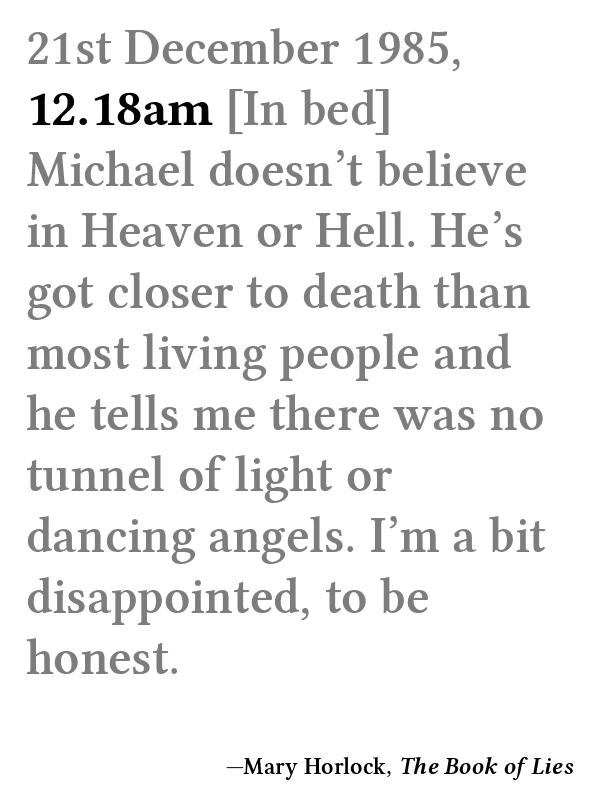 21st December 1985,
12.18am [In bed]
Michael doesn’t believe
in Heaven or Hell. He’s
got closer to death than
most living people and
he tells me there was no
tunnel of light or
dancing angels. I’m a bit
disappointed, to be
honest.
—Mary Horlock, The Book of Lies